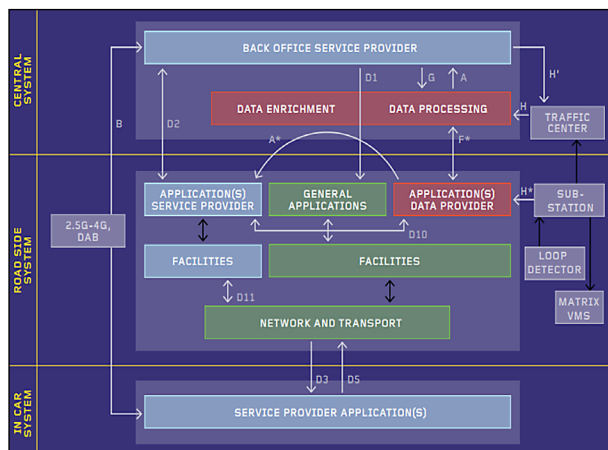 CENTRAL
SYSTEM
BACK OFFICE SERVICE PROVIDER
H'
B
D2
D1
G
A
DATA ENRICHMENT
DATA PROCESSING
H
TRAFFIC
CENTER
A*
F*
ROAD SIDE
SYSTEM
APPLICATION(S)
SERVICE PROVIDER
GENERAL
APPLICATIONS
APPLICATION(S)
DATA PROVIDER
H*
SUB-
STATION
2.5G-4G,
DAB
D10
FACILITIES
FACILITIES
LOOP
DETECTOR
D11
MATRIX
VMS
NETWORK AND TRANSPORT
D3
D5
IN CAR
SYSTEM
SERVICE PROVIDER APPLICATION(S)